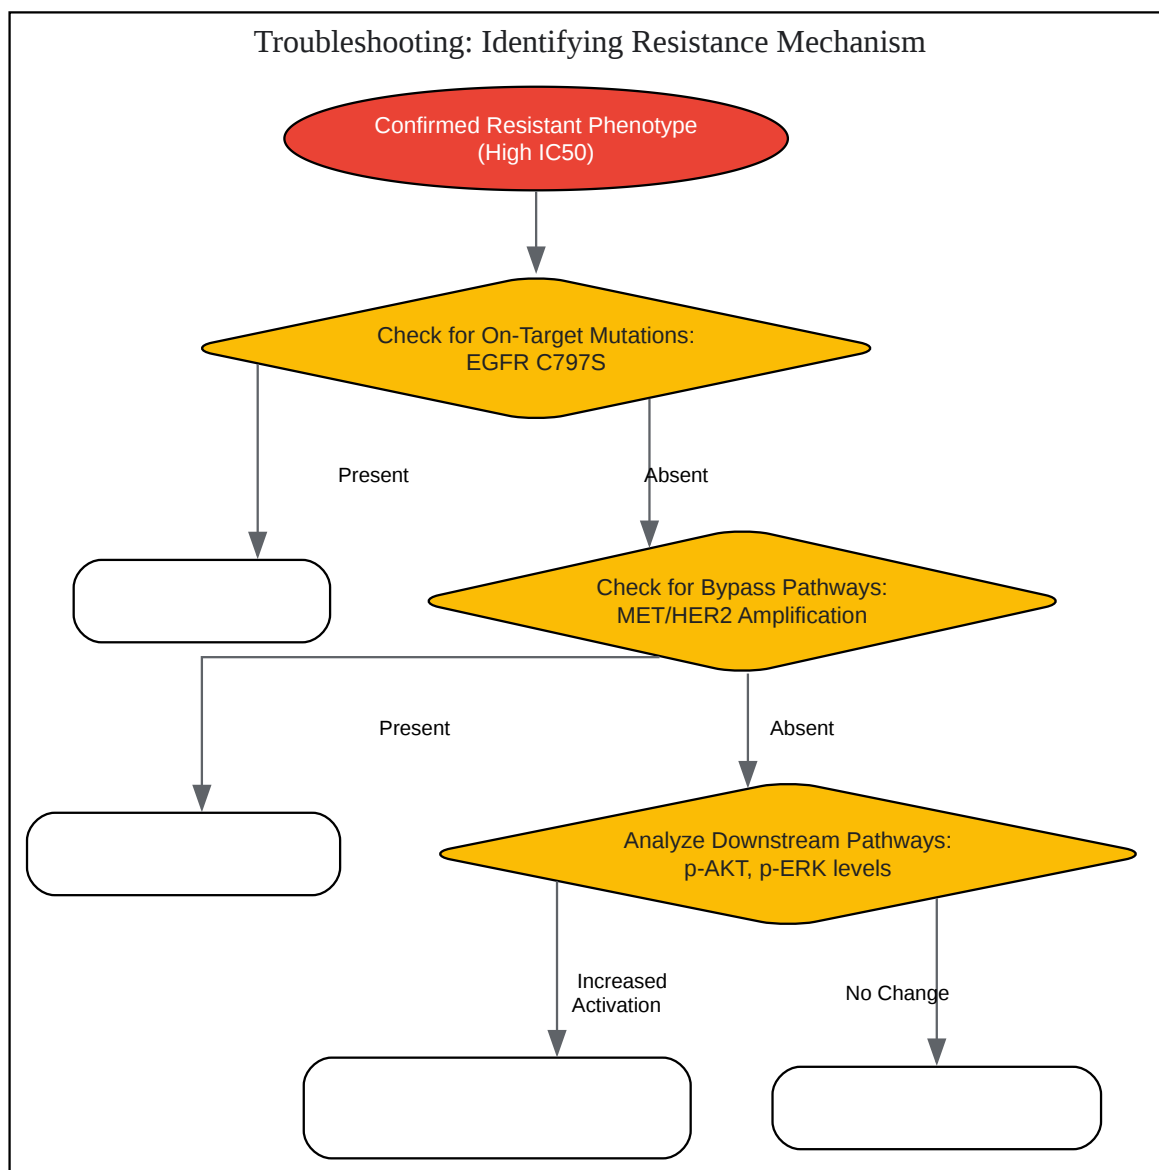 Troubleshooting: Identifying Resistance Mechanism
Confirmed Resistant Phenotype
(High IC50)
Check for On-Target Mutations:
EGFR C797S
Present
Absent
Check for Bypass Pathways:
MET/HER2 Amplification
Present
Absent
Analyze Downstream Pathways:
p-AKT, p-ERK levels
Increased
Activation
No Change